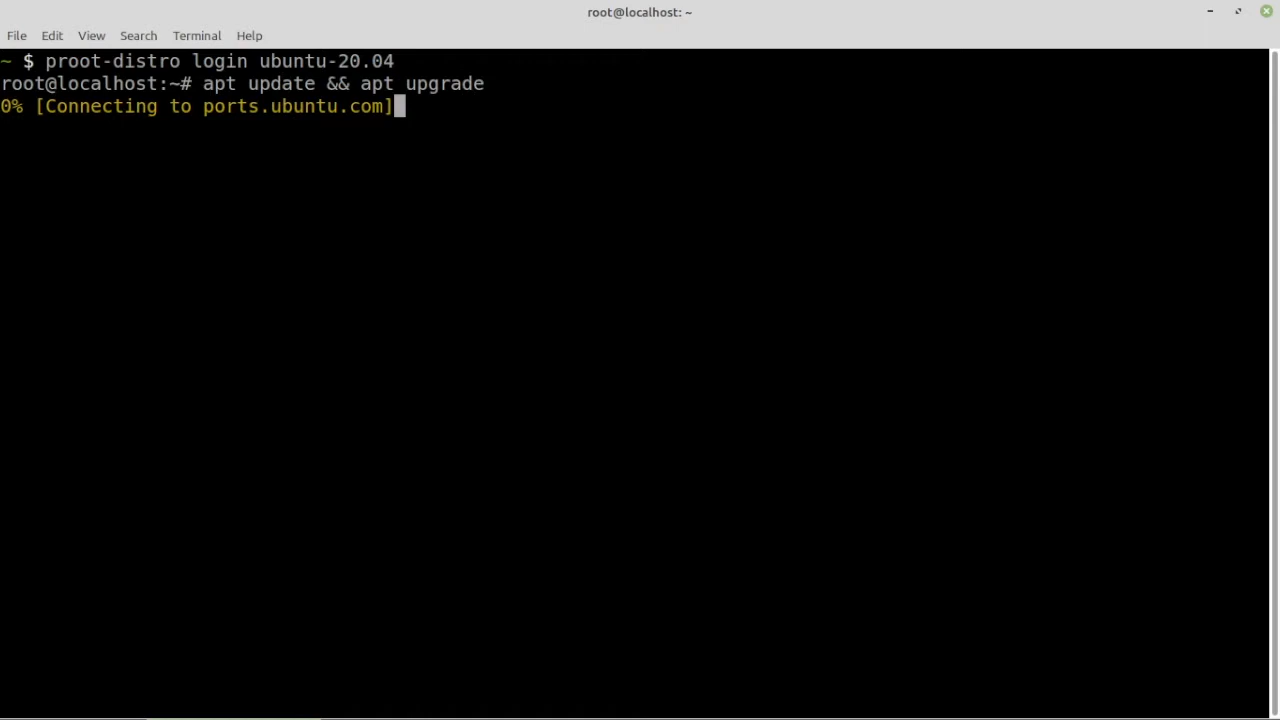 root@localhost: ~
File Edit View Search Terminal Help
~ $ proot-distro login ubuntu-20.04
root@localhost:~# apt update && apt upgrade
0% [Connecting to ports.ubuntu.com]